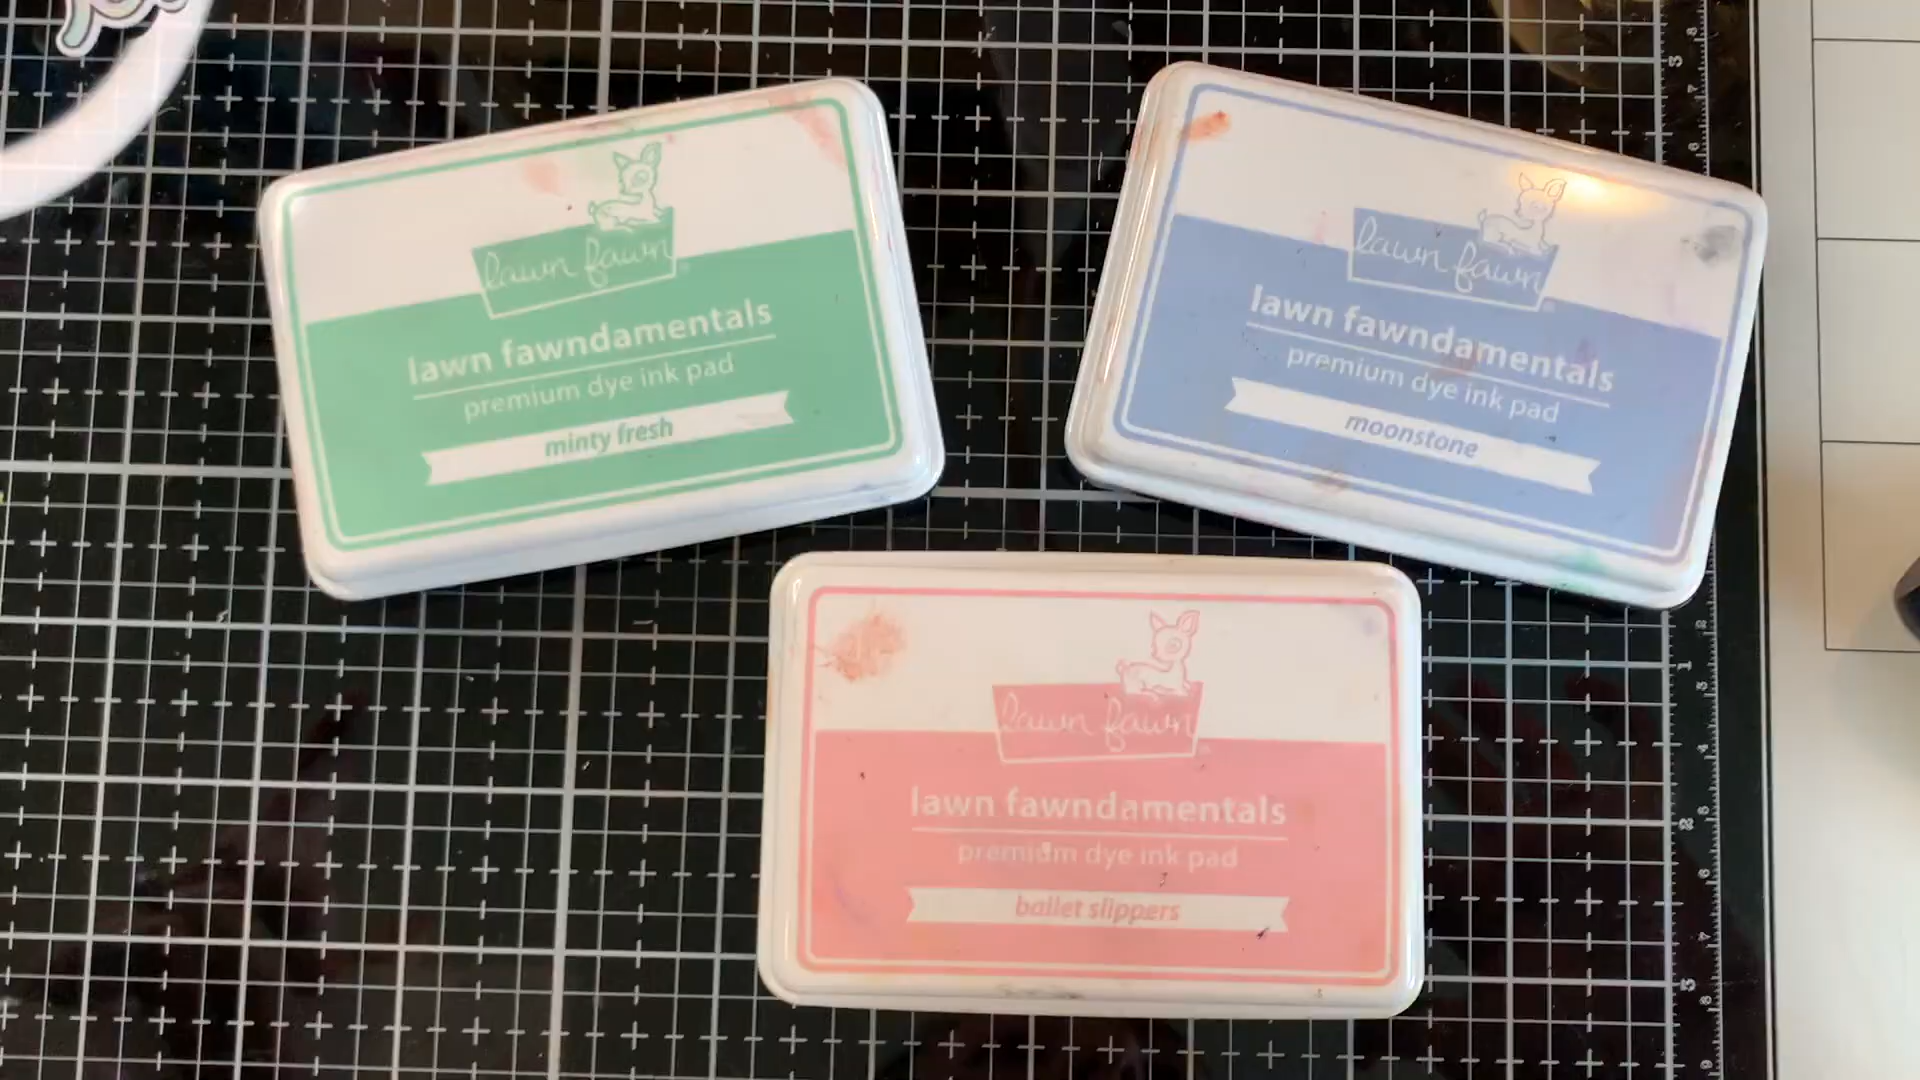 lawn fawn
lawn fawndamentals
premium dye ink pad
minty fresh
lawn fawn
lawn fawndamentals
premium dye ink pad
moonstone
lawn fawn
lawn fawndamentals
premium dye ink pad
ballet slippers